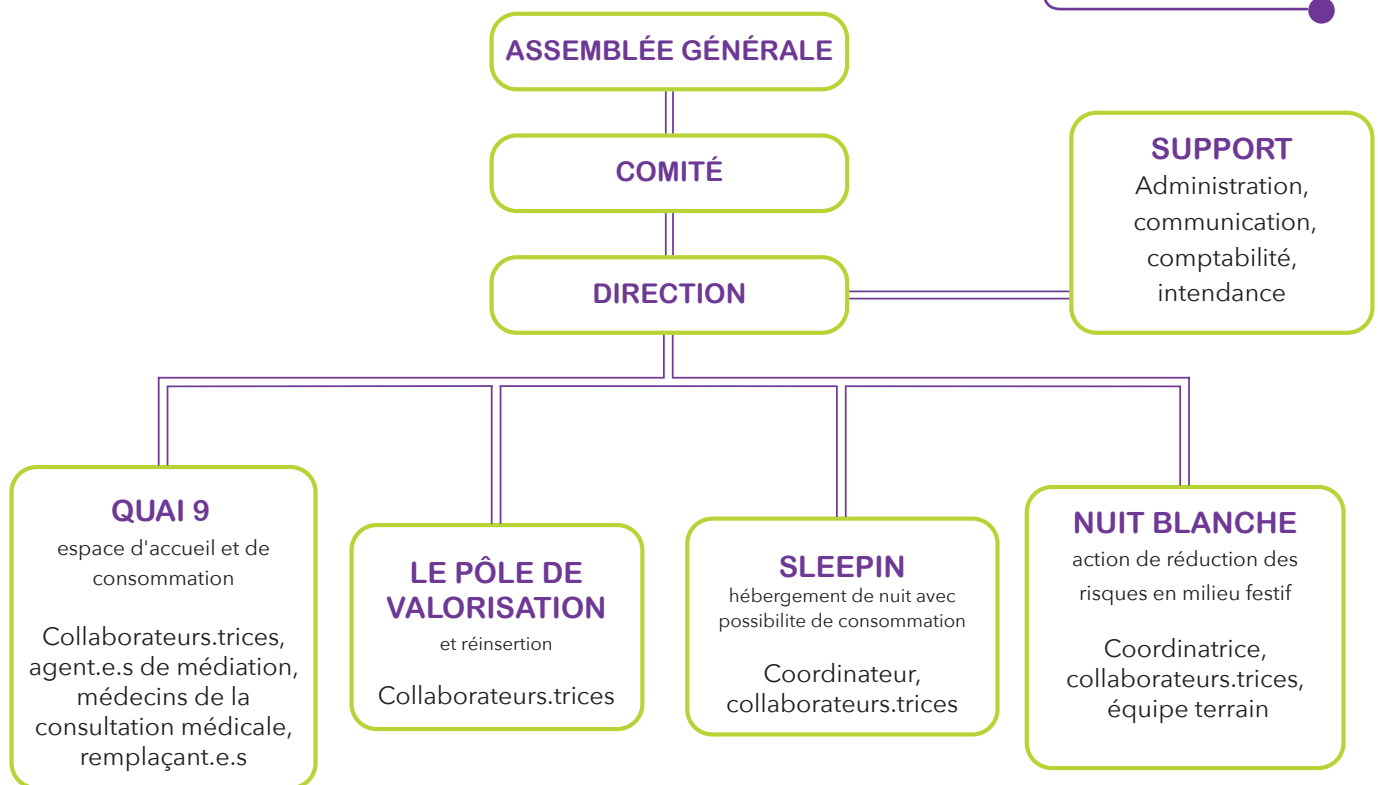 ASSEMBLÉE GÉNÉRALE
COMITÉ
DIRECTION
SUPPORT
Administration,
communication,
comptabilité,
intendance
QUAI 9
espace d'accueil et de
consommation
Collaborateurs.trices,
agent.e.s de médiation,
médecins de la
consultation médicale,
remplaçant.e.s
LE PÔLE DE
VALORISATION
et réinsertion
Collaborateurs.trices
SLEEPIN
hébergement de nuit avec
possibilite de consommation
Coordinateur,
collaborateurs.trices
NUIT BLANCHE
action de réduction des
risques en milieu festif
Coordinatrice,
collaborateurs.trices,
équipe terrain